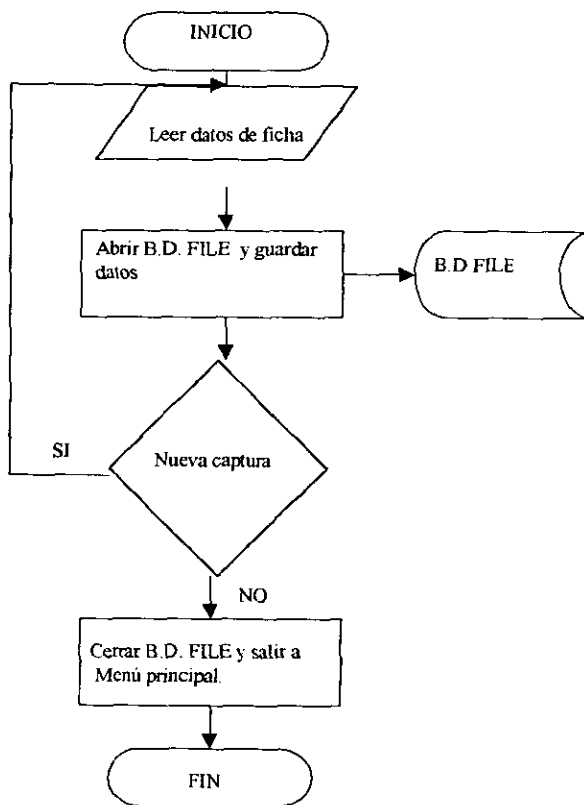 INICIO
Leer datos de ficha
Abrir B.D. FILE y guardar
datos
B.D FILE
Nueva captura
SI
NO
Cerrar B.D. FILE y salir a
Menú principal.
FIN